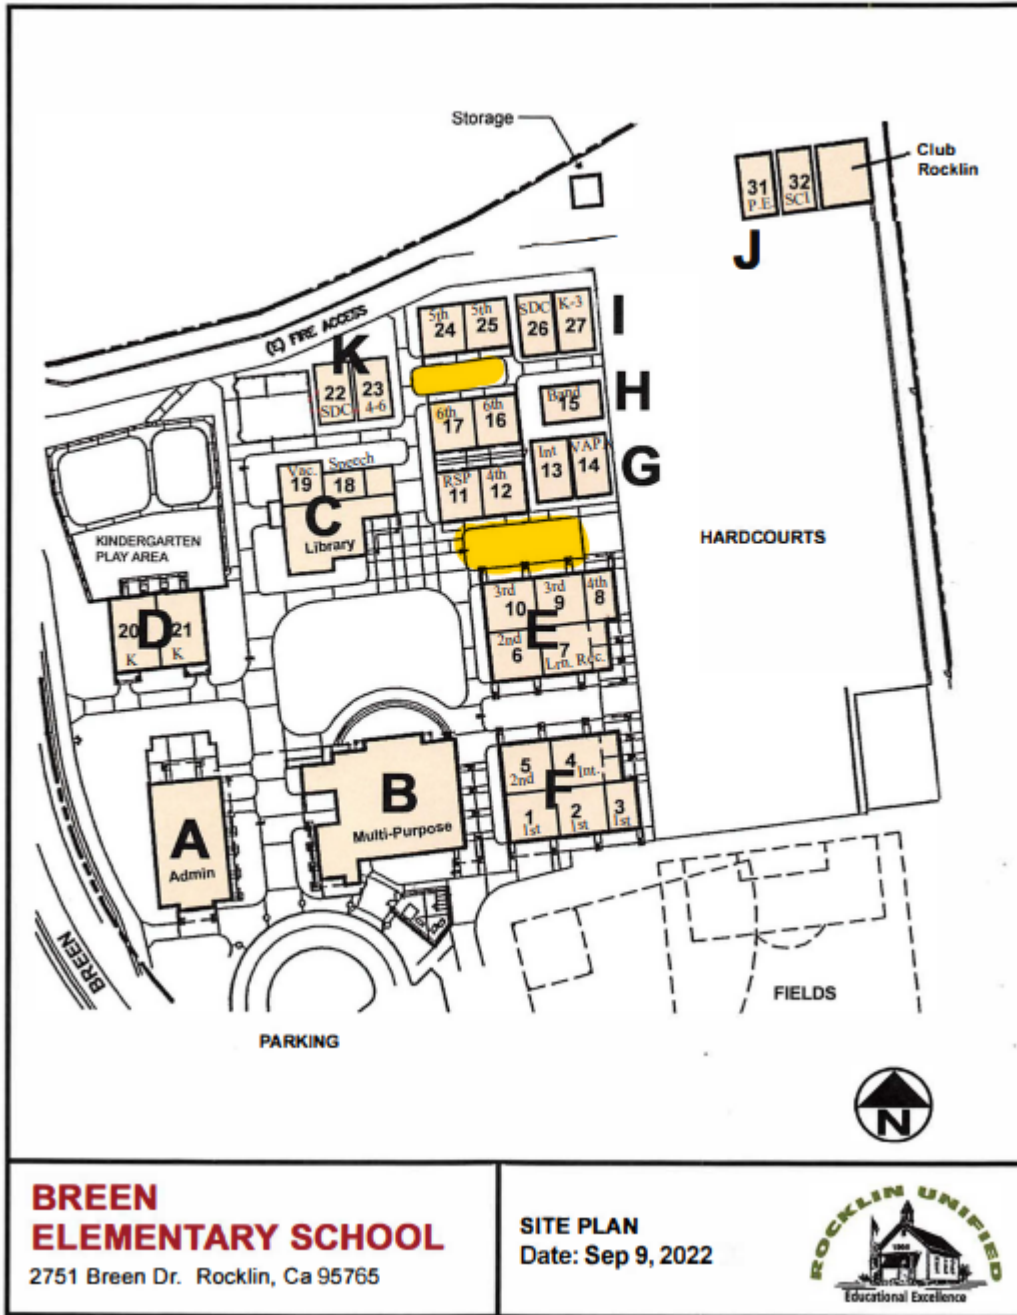 Storage
Club
Rocklin
31
P.E.
32
SCI
J
(E) FIRE ACCESS
5th
24
5th
25
SDC
26
K-3
27
I
K
22
SDC
23
4-6
Band
15
H
6th
17
6th
16
Int
13
VAPA
14
G
RSP
11
4th
12
Vac.
19
Speech
18
C
Library
KINDERGARTEN
PLAY AREA
HARDCOURTS
20
K
D
21
K
3rd
10
3rd
9
4th
8
E
2nd
6
7
Lrn. Rec.
5
2nd
4
Int.
F
1
1st
2
1st
3
1st
A
Admin
B
Multi-Purpose
BREEN
FIELDS
PARKING
N
BREEN
ELEMENTARY SCHOOL
2751 Breen Dr. Rocklin, Ca 95765
SITE PLAN
Date: Sep 9, 2022
ROCKLIN UNIFIED
Educational Excellence